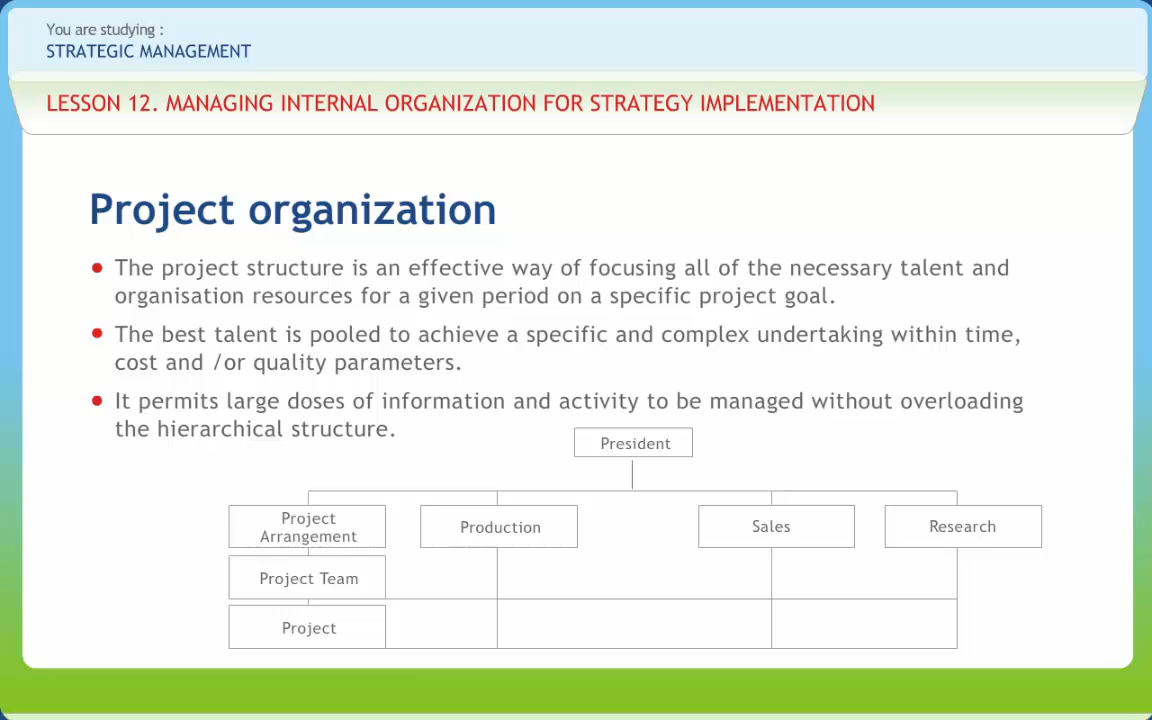 You are studying :
STRATEGIC MANAGEMENT
LESSON 12. MANAGING INTERNAL ORGANIZATION FOR STRATEGY IMPLEMENTATION
Project organization
The project structure is an effective way of focusing all of the necessary talent and
organisation resources for a given period on a specific project goal.
The best talent is pooled to achieve a specific and complex undertaking within time,
cost and /or quality parameters.
It permits large doses of information and activity to be managed without overloading
the hierarchical structure.
President
Project
Arrangement
Production
Sales
Research
Project Team
Project